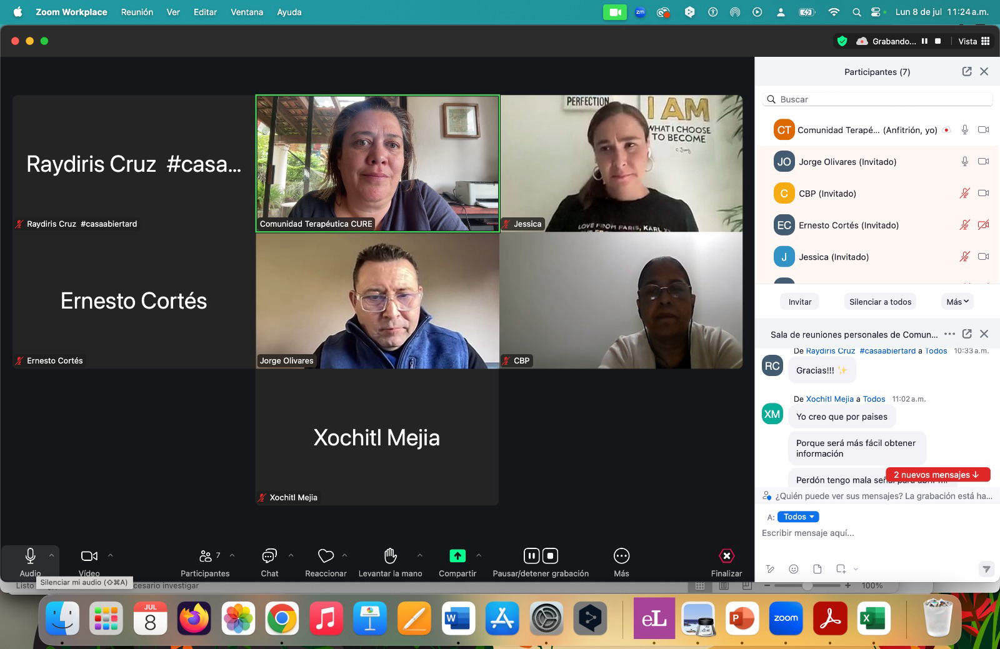 Zoom Workplace Reunión Ver Editar Ventana Ayuda
zm
Lun 8 de jul 11:24 a.m.
Grabando... Vista
Raydiris Cruz #casa...
Raydiris Cruz #casaabiertard
Comunidad Terapéutica CURE
PERFECTION
I AM
WHAT I CHOOSE
TO BECOME
C. Jung
LOVE FROM PARIS, KARL
Jessica
Ernesto Cortés
Ernesto Cortés
Jorge Olivares
CBP
Xochitl Mejia
Xochitl Mejia
Participantes (7)
Buscar
CT Comunidad Terapé... (Anfitrión, yo)
JO Jorge Olivares (Invitado)
C CBP (Invitado)
EC Ernesto Cortés (Invitado)
J Jessica (Invitado)
Invitar Silenciar a todos Más
Sala de reuniones personales de Comun...
De Raydiris Cruz #casaabiertard a Todos 10:33 a.m.
RC
Gracias!!! ✨
De Xochitl Mejia a Todos 11:02 a.m.
XM
Yo creo que por paises
Porque será más fácil obtener
información
Perdón tengo mala señal para abrir mi
2 nuevos mensajes
¿Quién puede ver sus mensajes? La grabación está ha...
A: Todos
Escribir mensaje aquí...
Audio Vídeo Participantes 7 Chat Reaccionar Levantar la mano Compartir Pausar/detener grabación Más Finalizar
Silenciar mi audio (⇧⌘A)
Listo cesario investigar 100%
JUL
8
W
eL
P
zoom
X